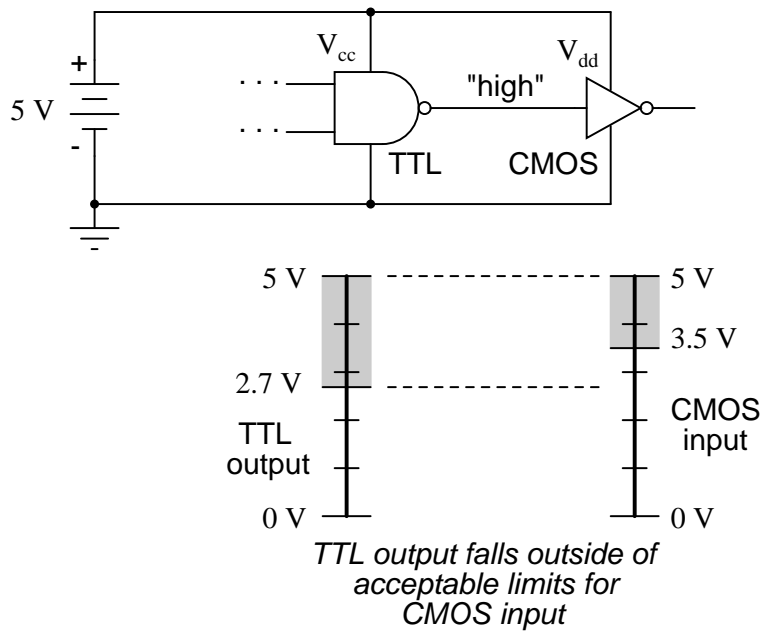 Vcc
Vdd
+
5 V
-
. . .
. . .
"high"
TTL
CMOS
5 V
2.7 V
TTL
output
0 V
5 V
3.5 V
CMOS
input
0 V
TTL output falls outside of
acceptable limits for
CMOS input